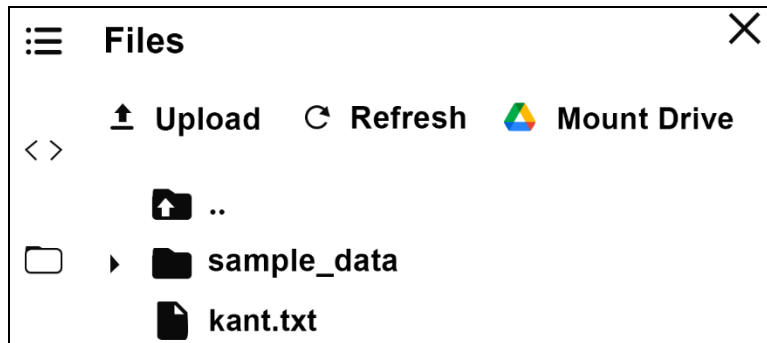 Files
Upload Refresh Mount Drive
..
sample_data
kant.txt